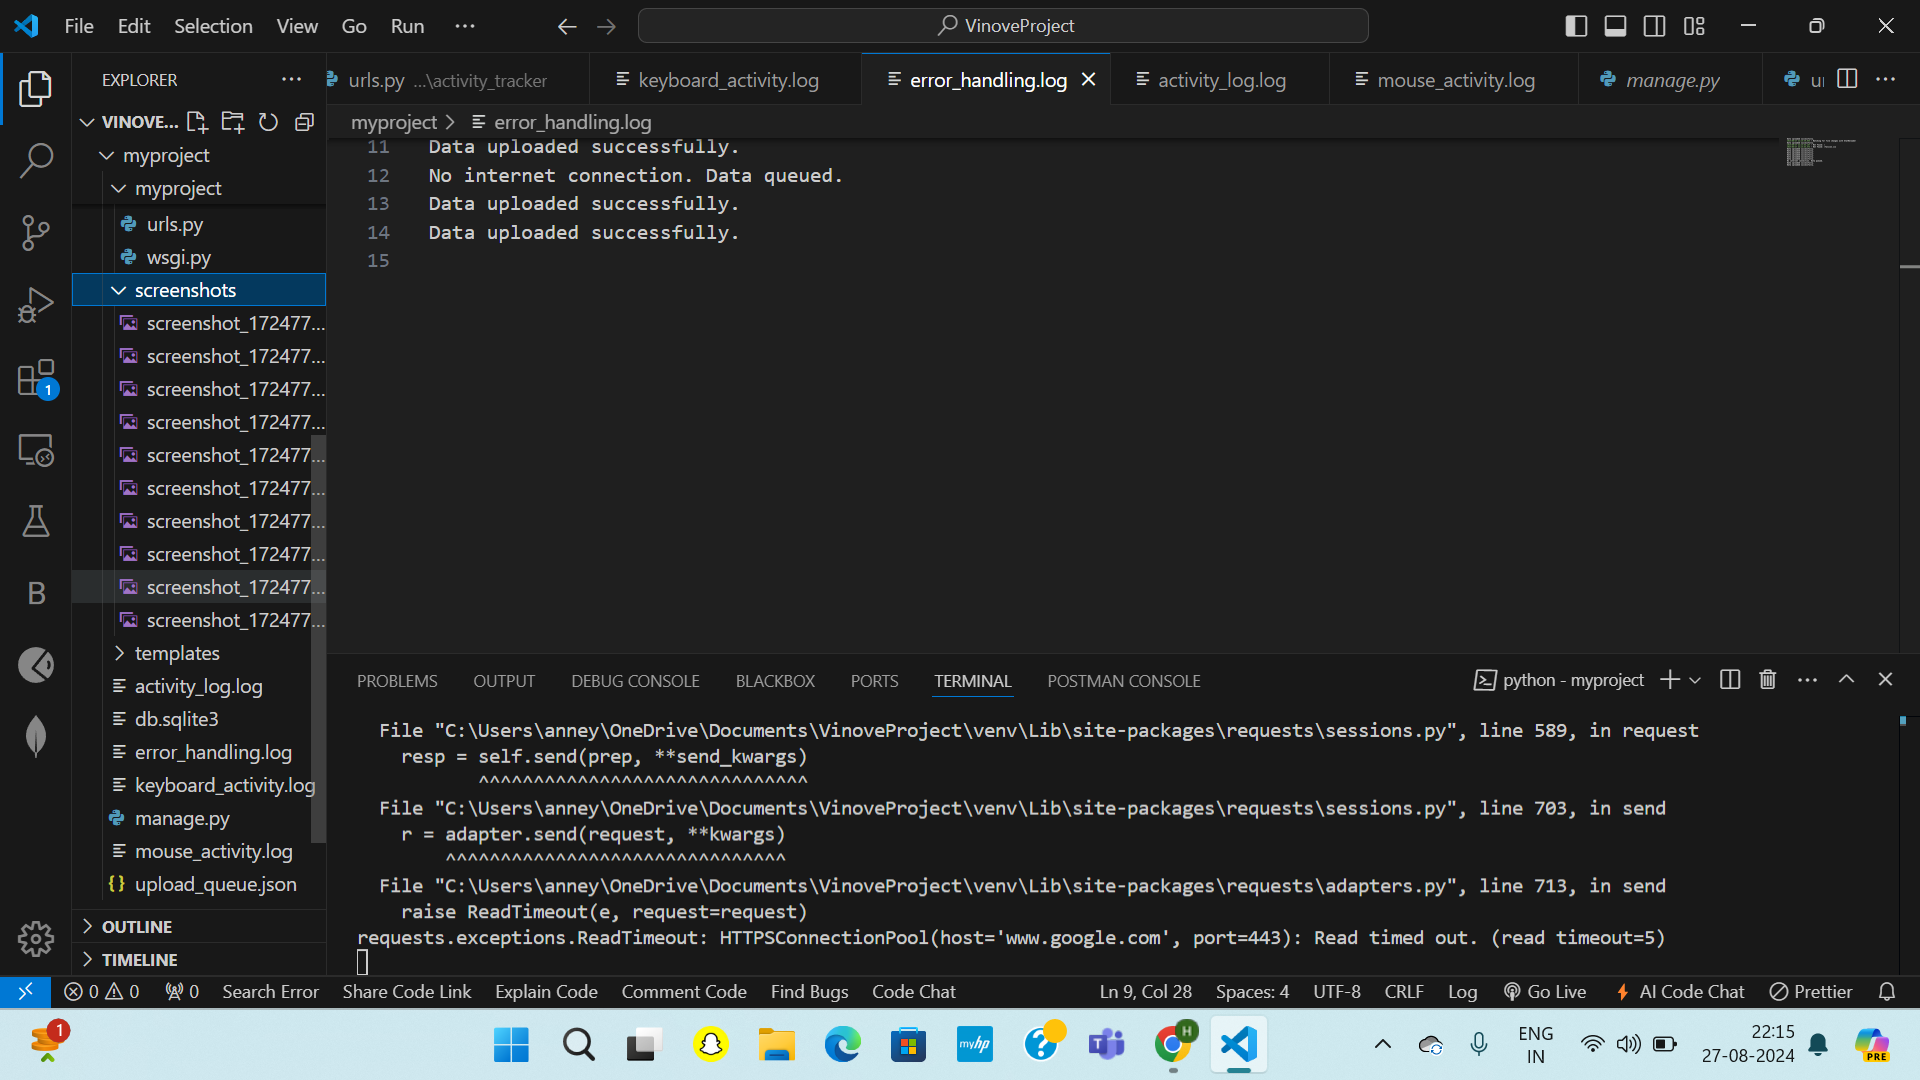 File Edit Selection View Go Run ···
VinoveProject
EXPLORER
urls.py ...\activity_tracker
keyboard_activity.log
error_handling.log
activity_log.log
mouse_activity.log
manage.py
VINOVE...
myproject > error_handling.log
myproject
myproject
urls.py
wsgi.py
screenshots
screenshot_172477...
screenshot_172477...
screenshot_172477...
screenshot_172477...
screenshot_172477...
screenshot_172477...
screenshot_172477...
screenshot_172477...
screenshot_172477...
screenshot_172477...
templates
activity_log.log
db.sqlite3
error_handling.log
keyboard_activity.log
manage.py
mouse_activity.log
upload_queue.json
OUTLINE
TIMELINE
1
B
11 Data uploaded successfully.
12 No internet connection. Data queued.
13 Data uploaded successfully.
14 Data uploaded successfully.
15
PROBLEMS OUTPUT DEBUG CONSOLE BLACKBOX PORTS TERMINAL POSTMAN CONSOLE
python - myproject
File "C:\Users\anney\OneDrive\Documents\VinoveProject\venv\Lib\site-packages\requests\sessions.py", line 589, in request
resp = self.send(prep, **send_kwargs)
^^^^^^^^^^^^^^^^^^^^^^^^^^^^^^
File "C:\Users\anney\OneDrive\Documents\VinoveProject\venv\Lib\site-packages\requests\sessions.py", line 703, in send
r = adapter.send(request, **kwargs)
^^^^^^^^^^^^^^^^^^^^^^^^^^^^^^^
File "C:\Users\anney\OneDrive\Documents\VinoveProject\venv\Lib\site-packages\requests\adapters.py", line 713, in send
raise ReadTimeout(e, request=request)
requests.exceptions.ReadTimeout: HTTPSConnectionPool(host='www.google.com', port=443): Read timed out. (read timeout=5)
0 0 0 Search Error Share Code Link Explain Code Comment Code Find Bugs Code Chat
Ln 9, Col 28 Spaces: 4 UTF-8 CRLF Log Go Live AI Code Chat Prettier
1
myhp
H
ENG
IN
22:15
27-08-2024
PRE